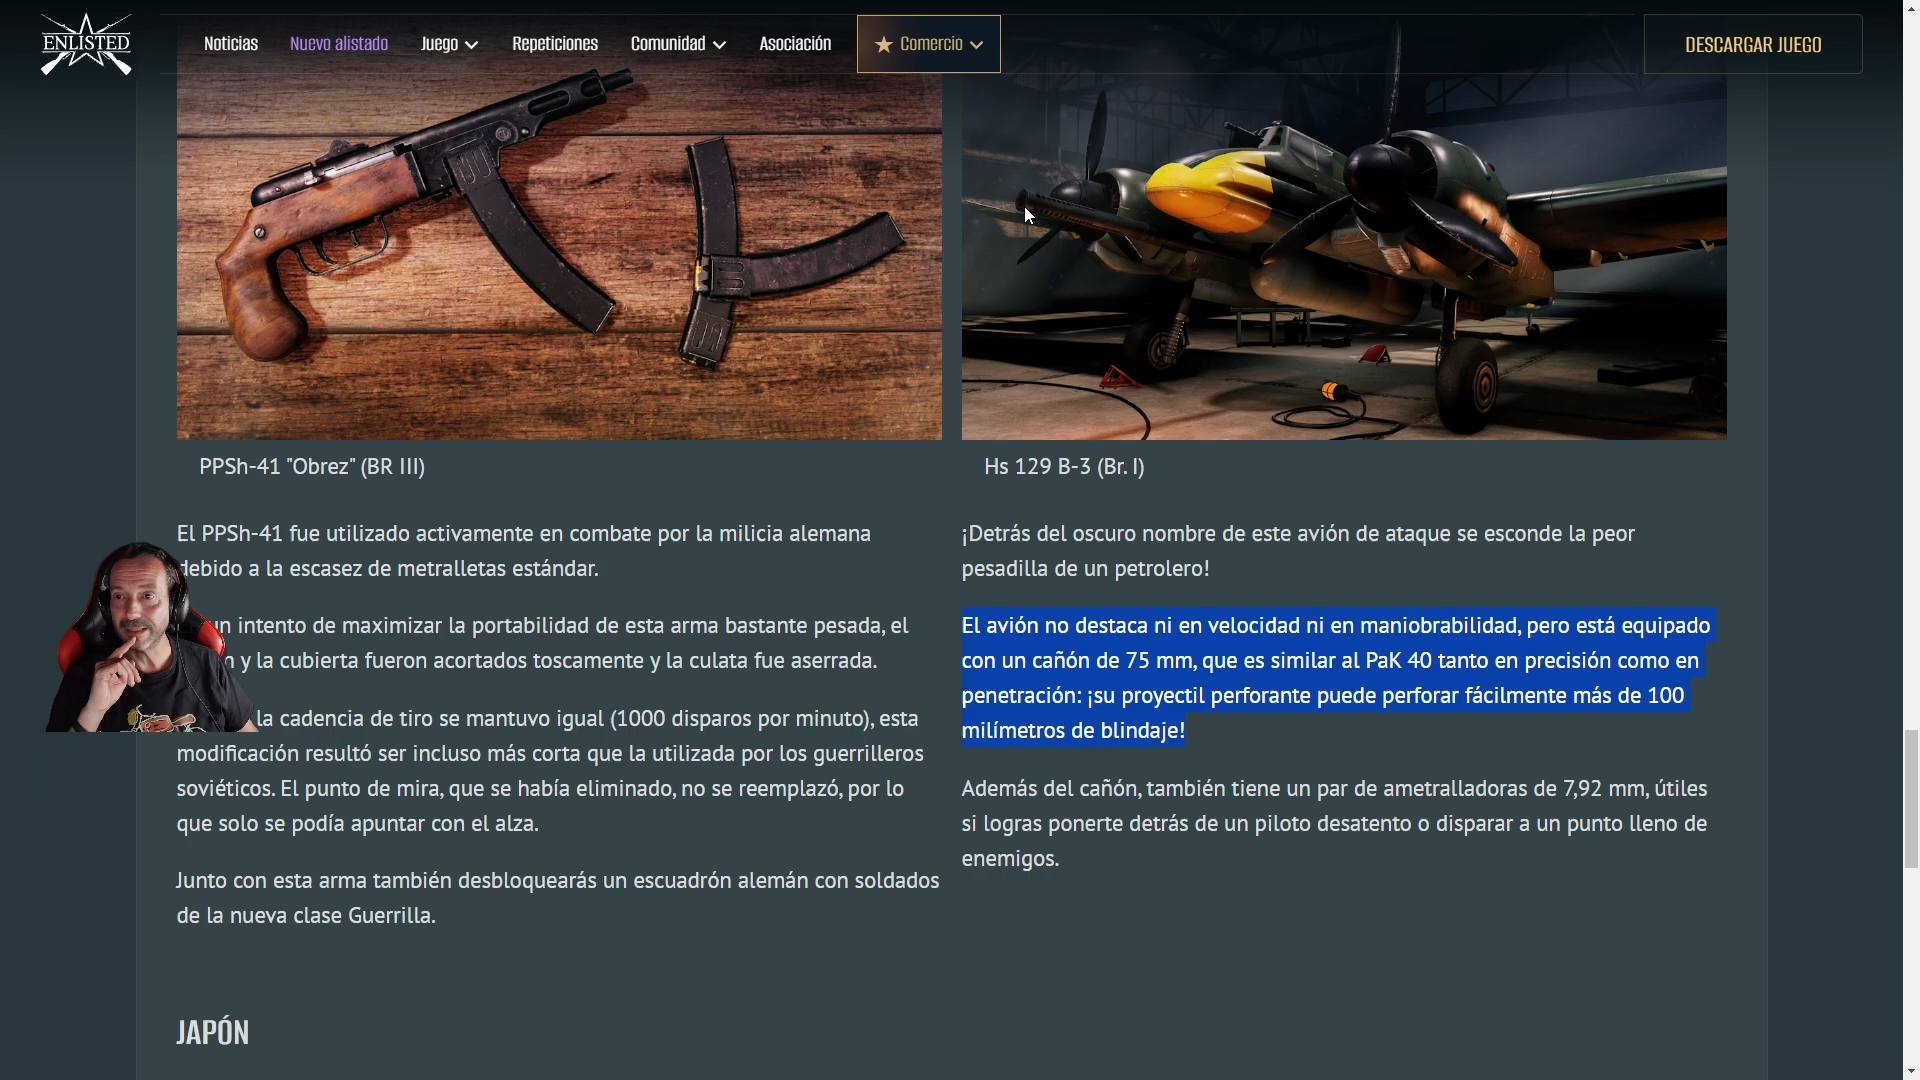 ENLISTED
Noticias
Nuevo alistado
Juego
Repeticiones
Comunidad
Asociación
Comercio
DESCARGAR JUEGO
PPSh-41 "Obrez" (BR III)
El PPSh-41 fue utilizado activamente en combate por la milicia alemana
debido a la escasez de metralletas estándar.
un intento de maximizar la portabilidad de esta arma bastante pesada, el
y la cubierta fueron acortados toscamente y la culata fue aserrada.
la cadencia de tiro se mantuvo igual (1000 disparos por minuto), esta
modificación resultó ser incluso más corta que la utilizada por los guerrilleros
soviéticos. El punto de mira, que se había eliminado, no se reemplazó, por lo
que solo se podía apuntar con el alza.
Junto con esta arma también desbloquearás un escuadrón alemán con soldados
de la nueva clase Guerrilla.
Hs 129 B-3 (Br. I)
¡Detrás del oscuro nombre de este avión de ataque se esconde la peor
pesadilla de un petrolero!
El avión no destaca ni en velocidad ni en maniobrabilidad, pero está equipado
con un cañón de 75 mm, que es similar al PaK 40 tanto en precisión como en
penetración: ¡su proyectil perforante puede perforar fácilmente más de 100
milímetros de blindaje!
Además del cañón, también tiene un par de ametralladoras de 7,92 mm, útiles
si logras ponerte detrás de un piloto desatento o disparar a un punto lleno de
enemigos.
JAPÓN